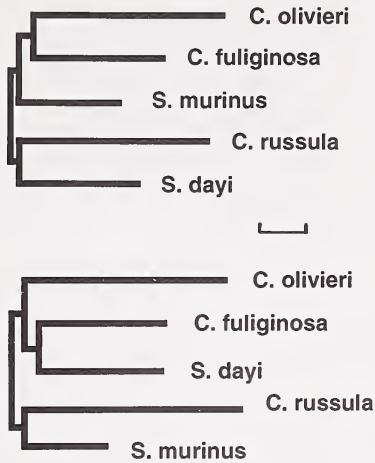 C. olivieri
C. fuliginosa
S. murinus
C. russula
S. dayi
C. olivieri
C. fuliginosa
S. dayi
C. russula
S. murinus